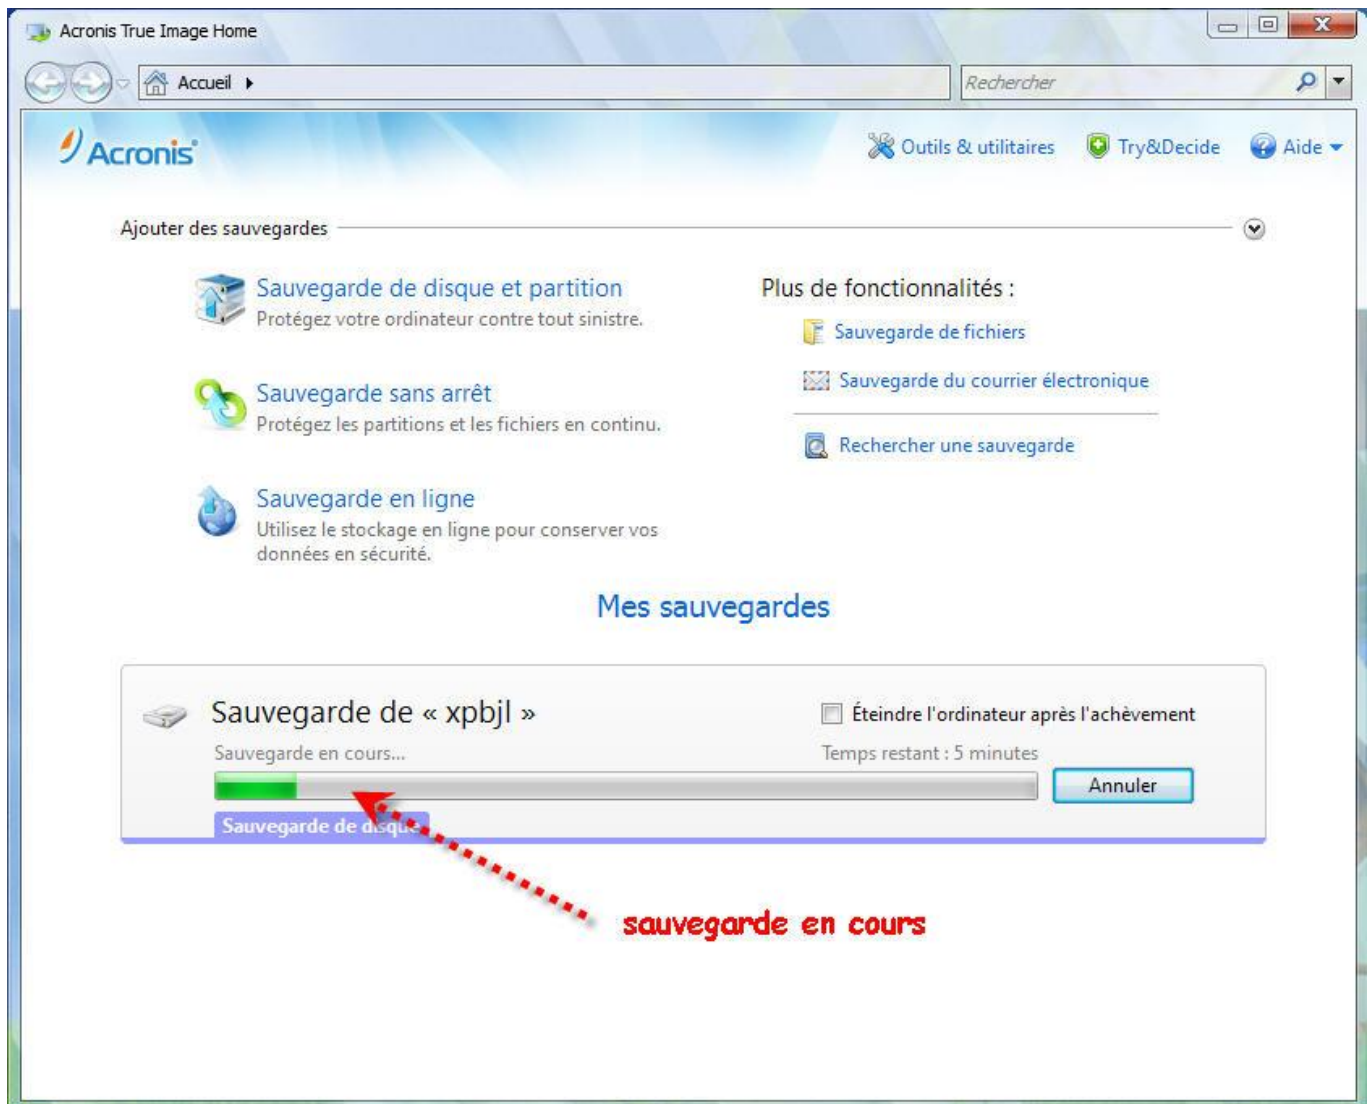 Acronis True Image Home
Accueil
Rechercher
Acronis
Outils & utilitaires
Try&Decide
Aide
Ajouter des sauvegardes
Sauvegarde de disque et partition
Protégez votre ordinateur contre tout sinistre.
Sauvegarde sans arrêt
Protégez les partitions et les fichiers en continu.
Sauvegarde en ligne
Utilisez le stockage en ligne pour conserver vos
données en sécurité.
Plus de fonctionnalités :
Sauvegarde de fichiers
Sauvegarde du courrier électronique
Rechercher une sauvegarde
Mes sauvegardes
Sauvegarde de « xpbjl »
Éteindre l'ordinateur après l'achèvement
Sauvegarde en cours...
Temps restant : 5 minutes
Annuler
Sauvegarde de disque
sauvegarde en cours